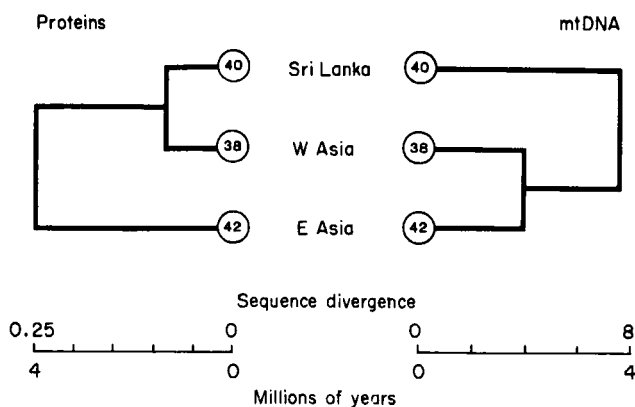 Proteins mtDNA
40 Sri Lanka 40
38 W Asia 38
42 E Asia 42
Sequence divergence
0.25 0 0 8
4 0 0 4
Millions of years